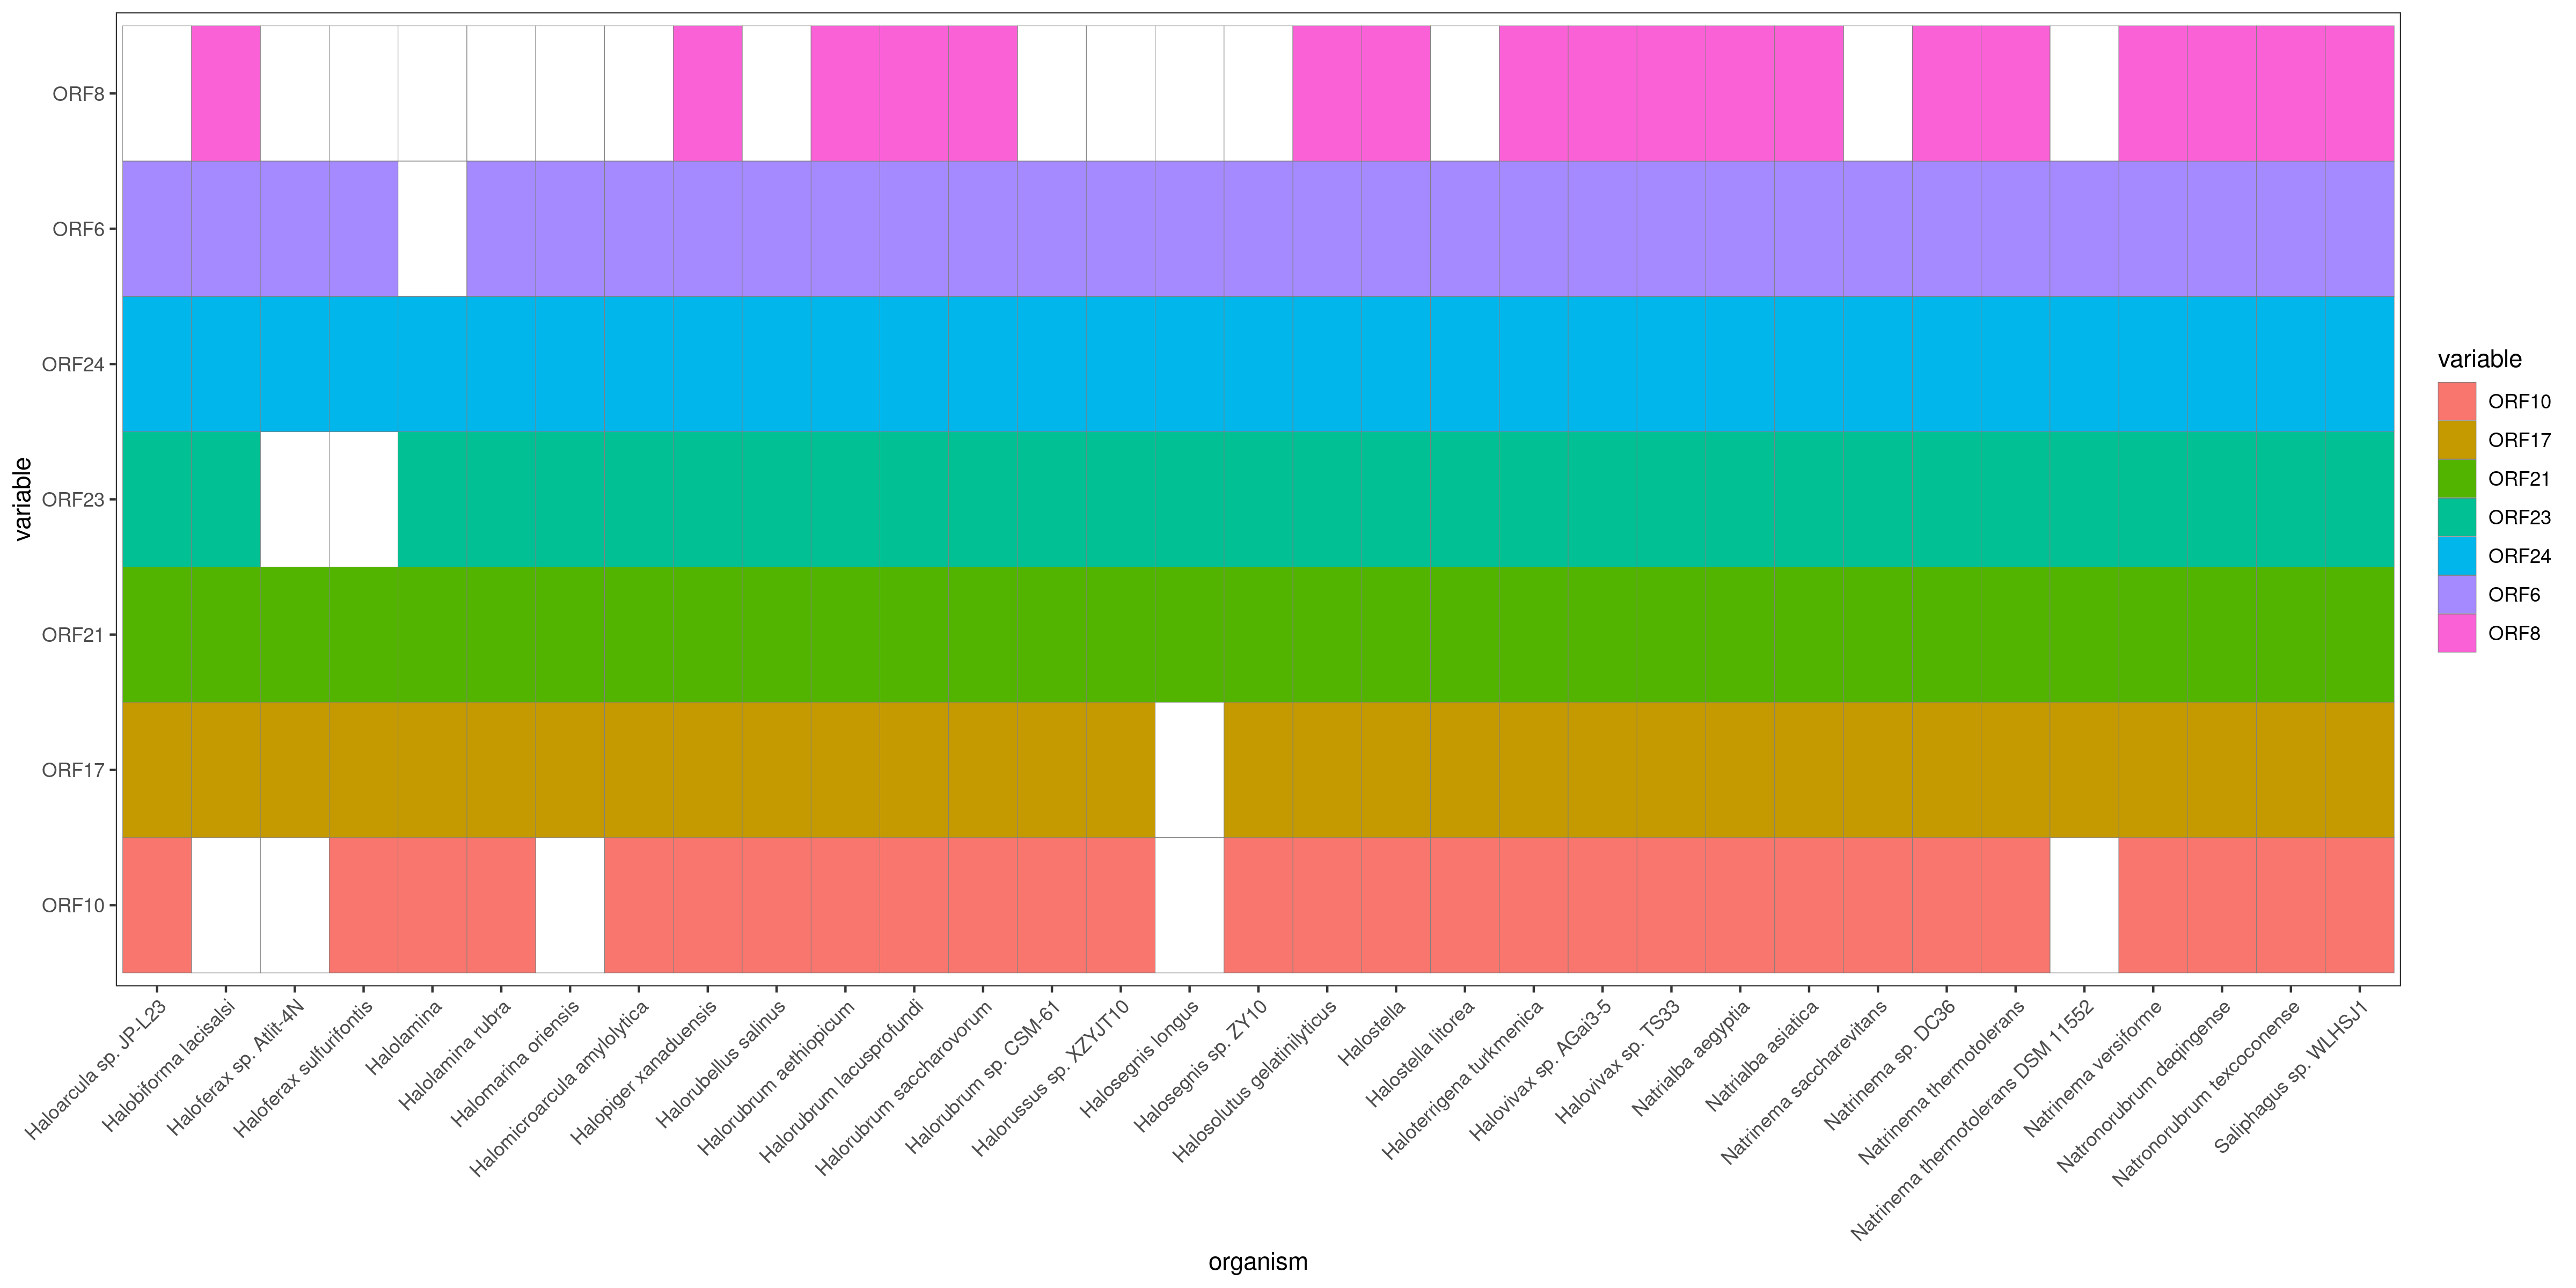 variable
ORF8
ORF6
ORF24
ORF23
ORF21
ORF17
ORF10
Haloarcula sp. JP-L23
Halobiforma lacisalsi
Haloferax sp. Atlit-4N
Haloferax sulfurifontis
Halolamina
Halolamina rubra
Halomarina oriensis
Halomicroarcula amylolytica
Halopiger xanaduensis
Halorubellus salinus
Halorubrum aethiopicum
Halorubrum lacusprofundi
Halorubrum saccharovorum
Halorubrum sp. CSM-61
Halorussus sp. XZYJT10
Halosegnis longus
Halosegnis sp. ZY10
Halosolutus gelatinilyticus
Halostella
Halostella litorea
Haloterrigena turkmenica
Halovivax sp. AGai3-5
Halovivax sp. TS33
Natrialba aegyptia
Natrialba asiatica
Natrinema saccharevitans
Natrinema sp. DC36
Natrinema thermotolerans
Natrinema thermotolerans DSM 11552
Natrinema versiforme
Natronorubrum daqingense
Natronorubrum texcoconense
Saliphagus sp. WLHSJ1
organism
variable
ORF10
ORF17
ORF21
ORF23
ORF24
ORF6
ORF8